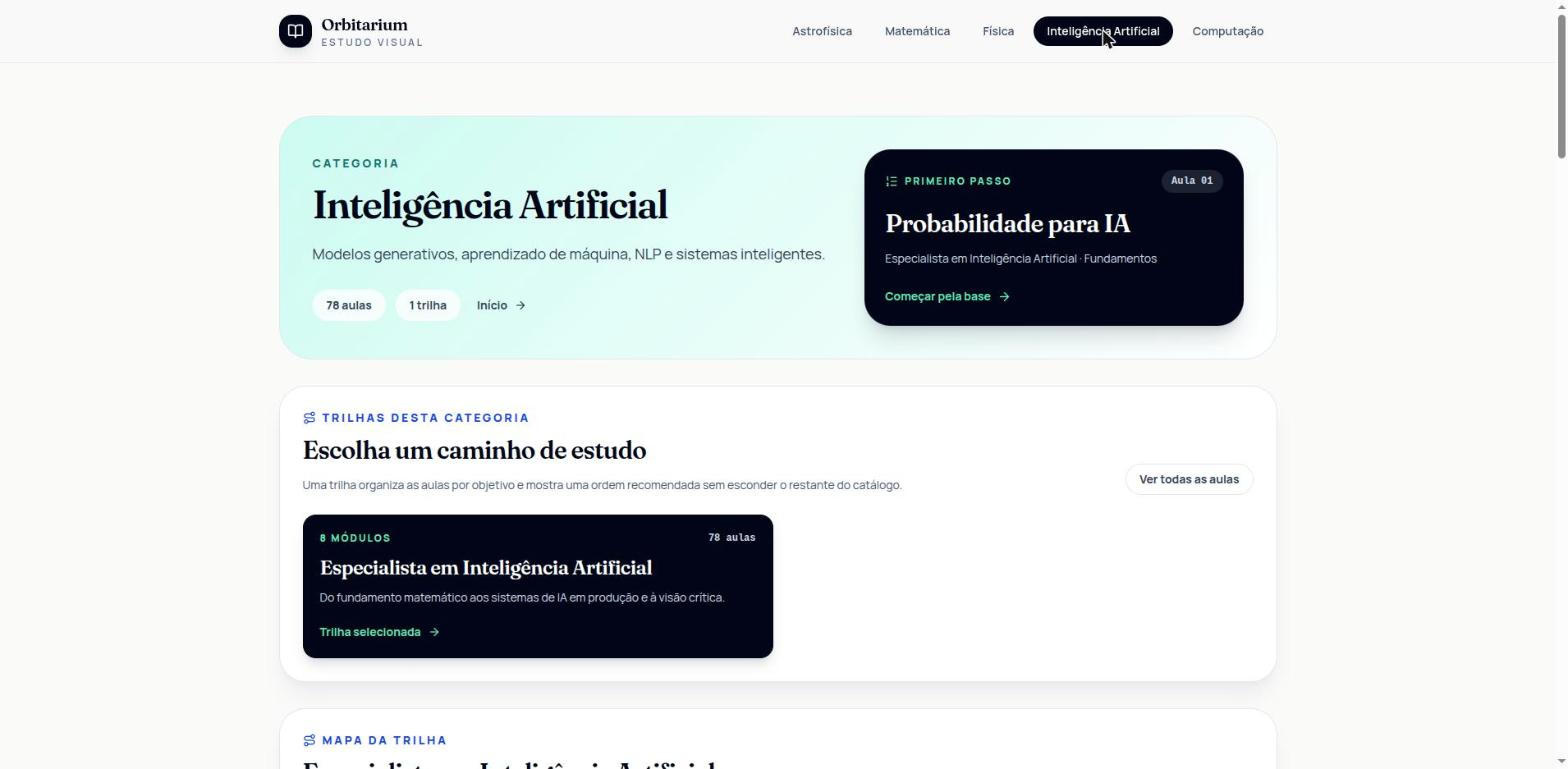 Orbitarium
ESTUDO VISUAL
Astrofísica
Matemática
Física
Inteligência Artificial
Computação
CATEGORIA
Inteligência Artificial
Modelos generativos, aprendizado de máquina, NLP e sistemas inteligentes.
78 aulas
1 trilha
Início
PRIMEIRO PASSO
Aula 01
Probabilidade para IA
Especialista em Inteligência Artificial · Fundamentos
Começar pela base
TRILHAS DESTA CATEGORIA
Escolha um caminho de estudo
Uma trilha organiza as aulas por objetivo e mostra uma ordem recomendada sem esconder o restante do catálogo.
Ver todas as aulas
8 MÓDULOS
78 aulas
Especialista em Inteligência Artificial
Do fundamento matemático aos sistemas de IA em produção e à visão crítica.
Trilha selecionada
MAPA DA TRILHA
Especialista em Inteligência Artificial